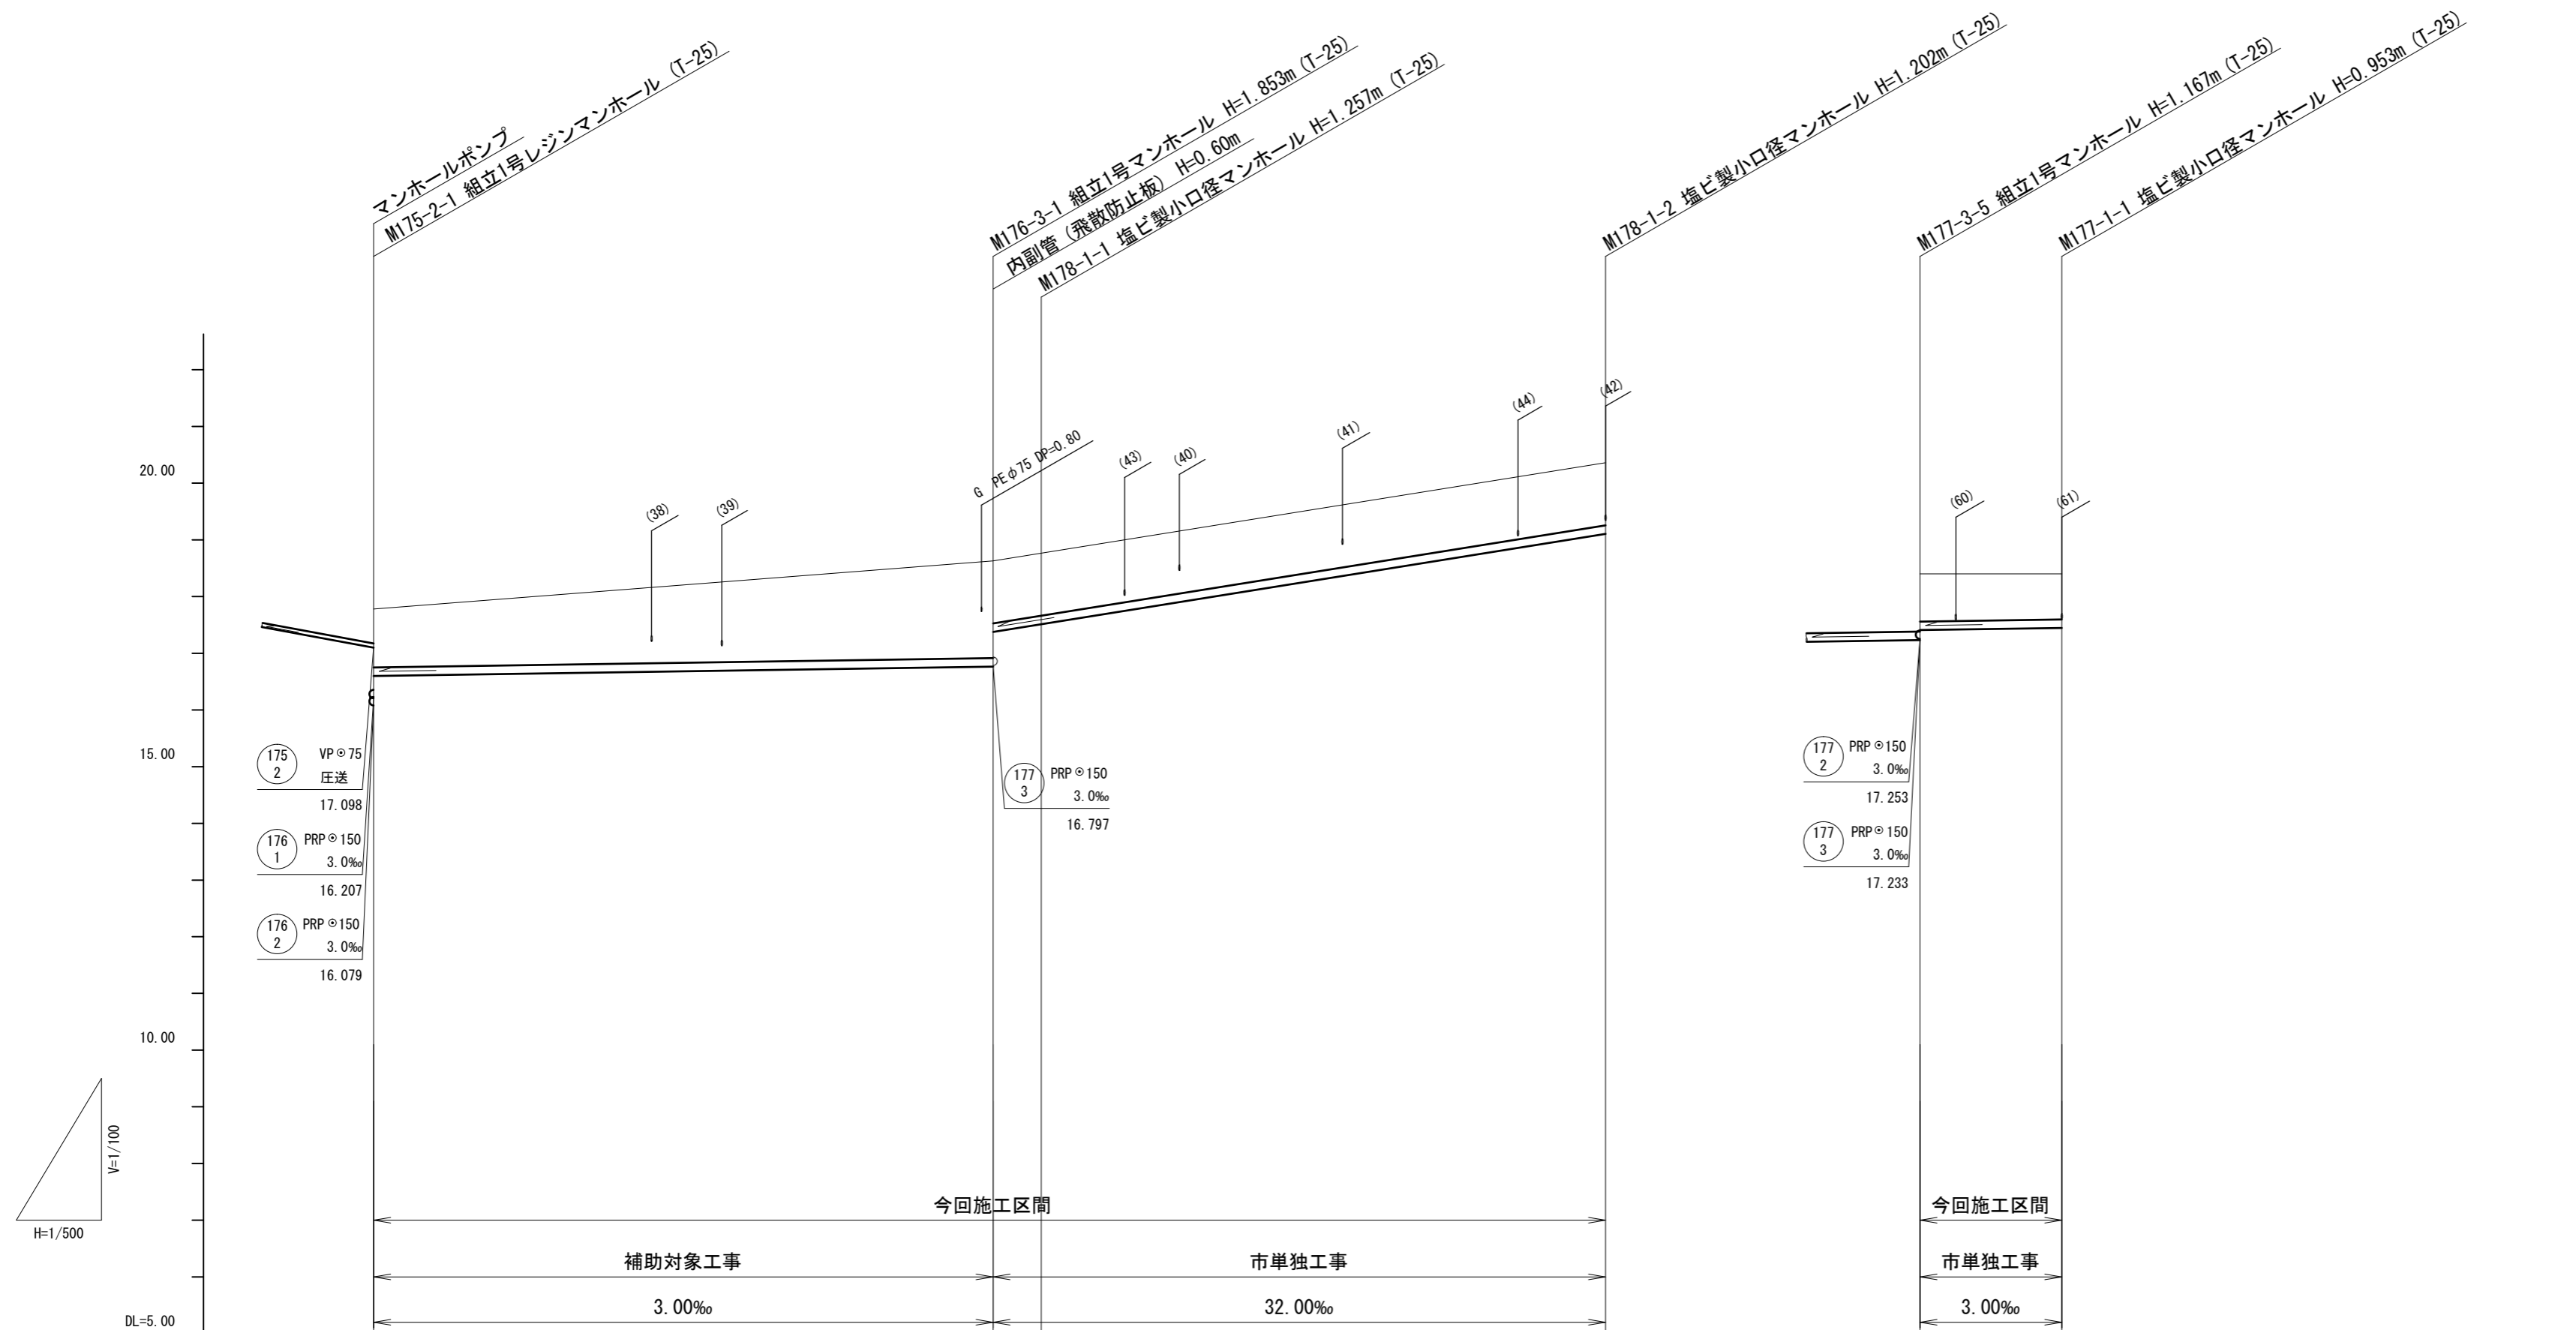 マンホールポンプ
M175-2-1 組立1号レジンマンホール (T-25)
M176-3-1 組立1号マンホール H=1.853m (T-25)
内副管 (飛散防止板) H=0.60m
M178-1-1 塩ビ製小口径マンホール H=1.257m (T-25)
M178-1-2 塩ビ製小口径マンホール H=1.202m (T-25)
M177-3-5 組立1号マンホール H=1.167m (T-25)
M177-1-1 塩ビ製小口径マンホール H=0.953m (T-25)
(38)
(39)
G PEφ75 DP=0.80
(43)
(40)
(41)
(44)
(42)
(60)
(61)
20.00
15.00
10.00
DL=5.00
175
2
VP⊙75
圧送
17.098
176
1
PRP⊙150
3.0‰
16.207
176
2
PRP⊙150
3.0‰
16.079
177
3
PRP⊙150
3.0‰
16.797
177
2
PRP⊙150
3.0‰
17.253
177
3
PRP⊙150
3.0‰
17.233
V=1/100
H=1/500
今回施工区間
今回施工区間
補助対象工事
市単独工事
市単独工事
3.00‰
32.00‰
3.00‰